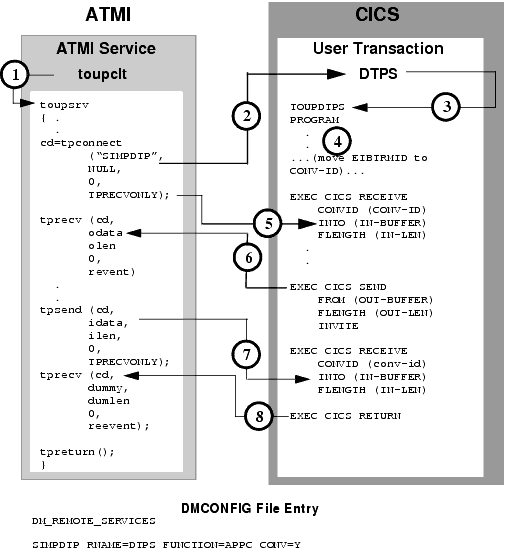 ATMI
ATMI Service
toupclt
1
toupsrv
{ .
.
cd=tpconnect
("SIMPDTP",
NULL,
0,
TPRECVONLY);
tprecv (cd,
odata
olen
0,
revent)
.
.
tpsend (cd,
idata,
ilen,
0,
TPRECVONLY);
tprecv (cd,
dummy,
dumlen
0,
reevent);
tpreturn();
}
2
5
6
7
8
CICS
User Transaction
DTPS
3
TOUPDTPS
PROGRAM
.
. 4
...(move EIBTRMID to
CONV-ID)...
EXEC CICS RECEIVE
CONVID (CONV-ID)
INTO (IN-BUFFER)
FLENGTH (IN-LEN)
.
.
EXEC CICS SEND
FROM (OUT-BUFFER)
FLENGTH (OUT-LEN)
INVITE
EXEC CICS RECEIVE
CONVID (conv-id)
INTO (IN-BUFFER)
FLENGTH (IN-LEN)
EXEC CICS RETURN
DMCONFIG File Entry
DM_REMOTE_SERVICES
SIMPDTP RNAME=DTPS FUNCTION=APPC CONV=Y